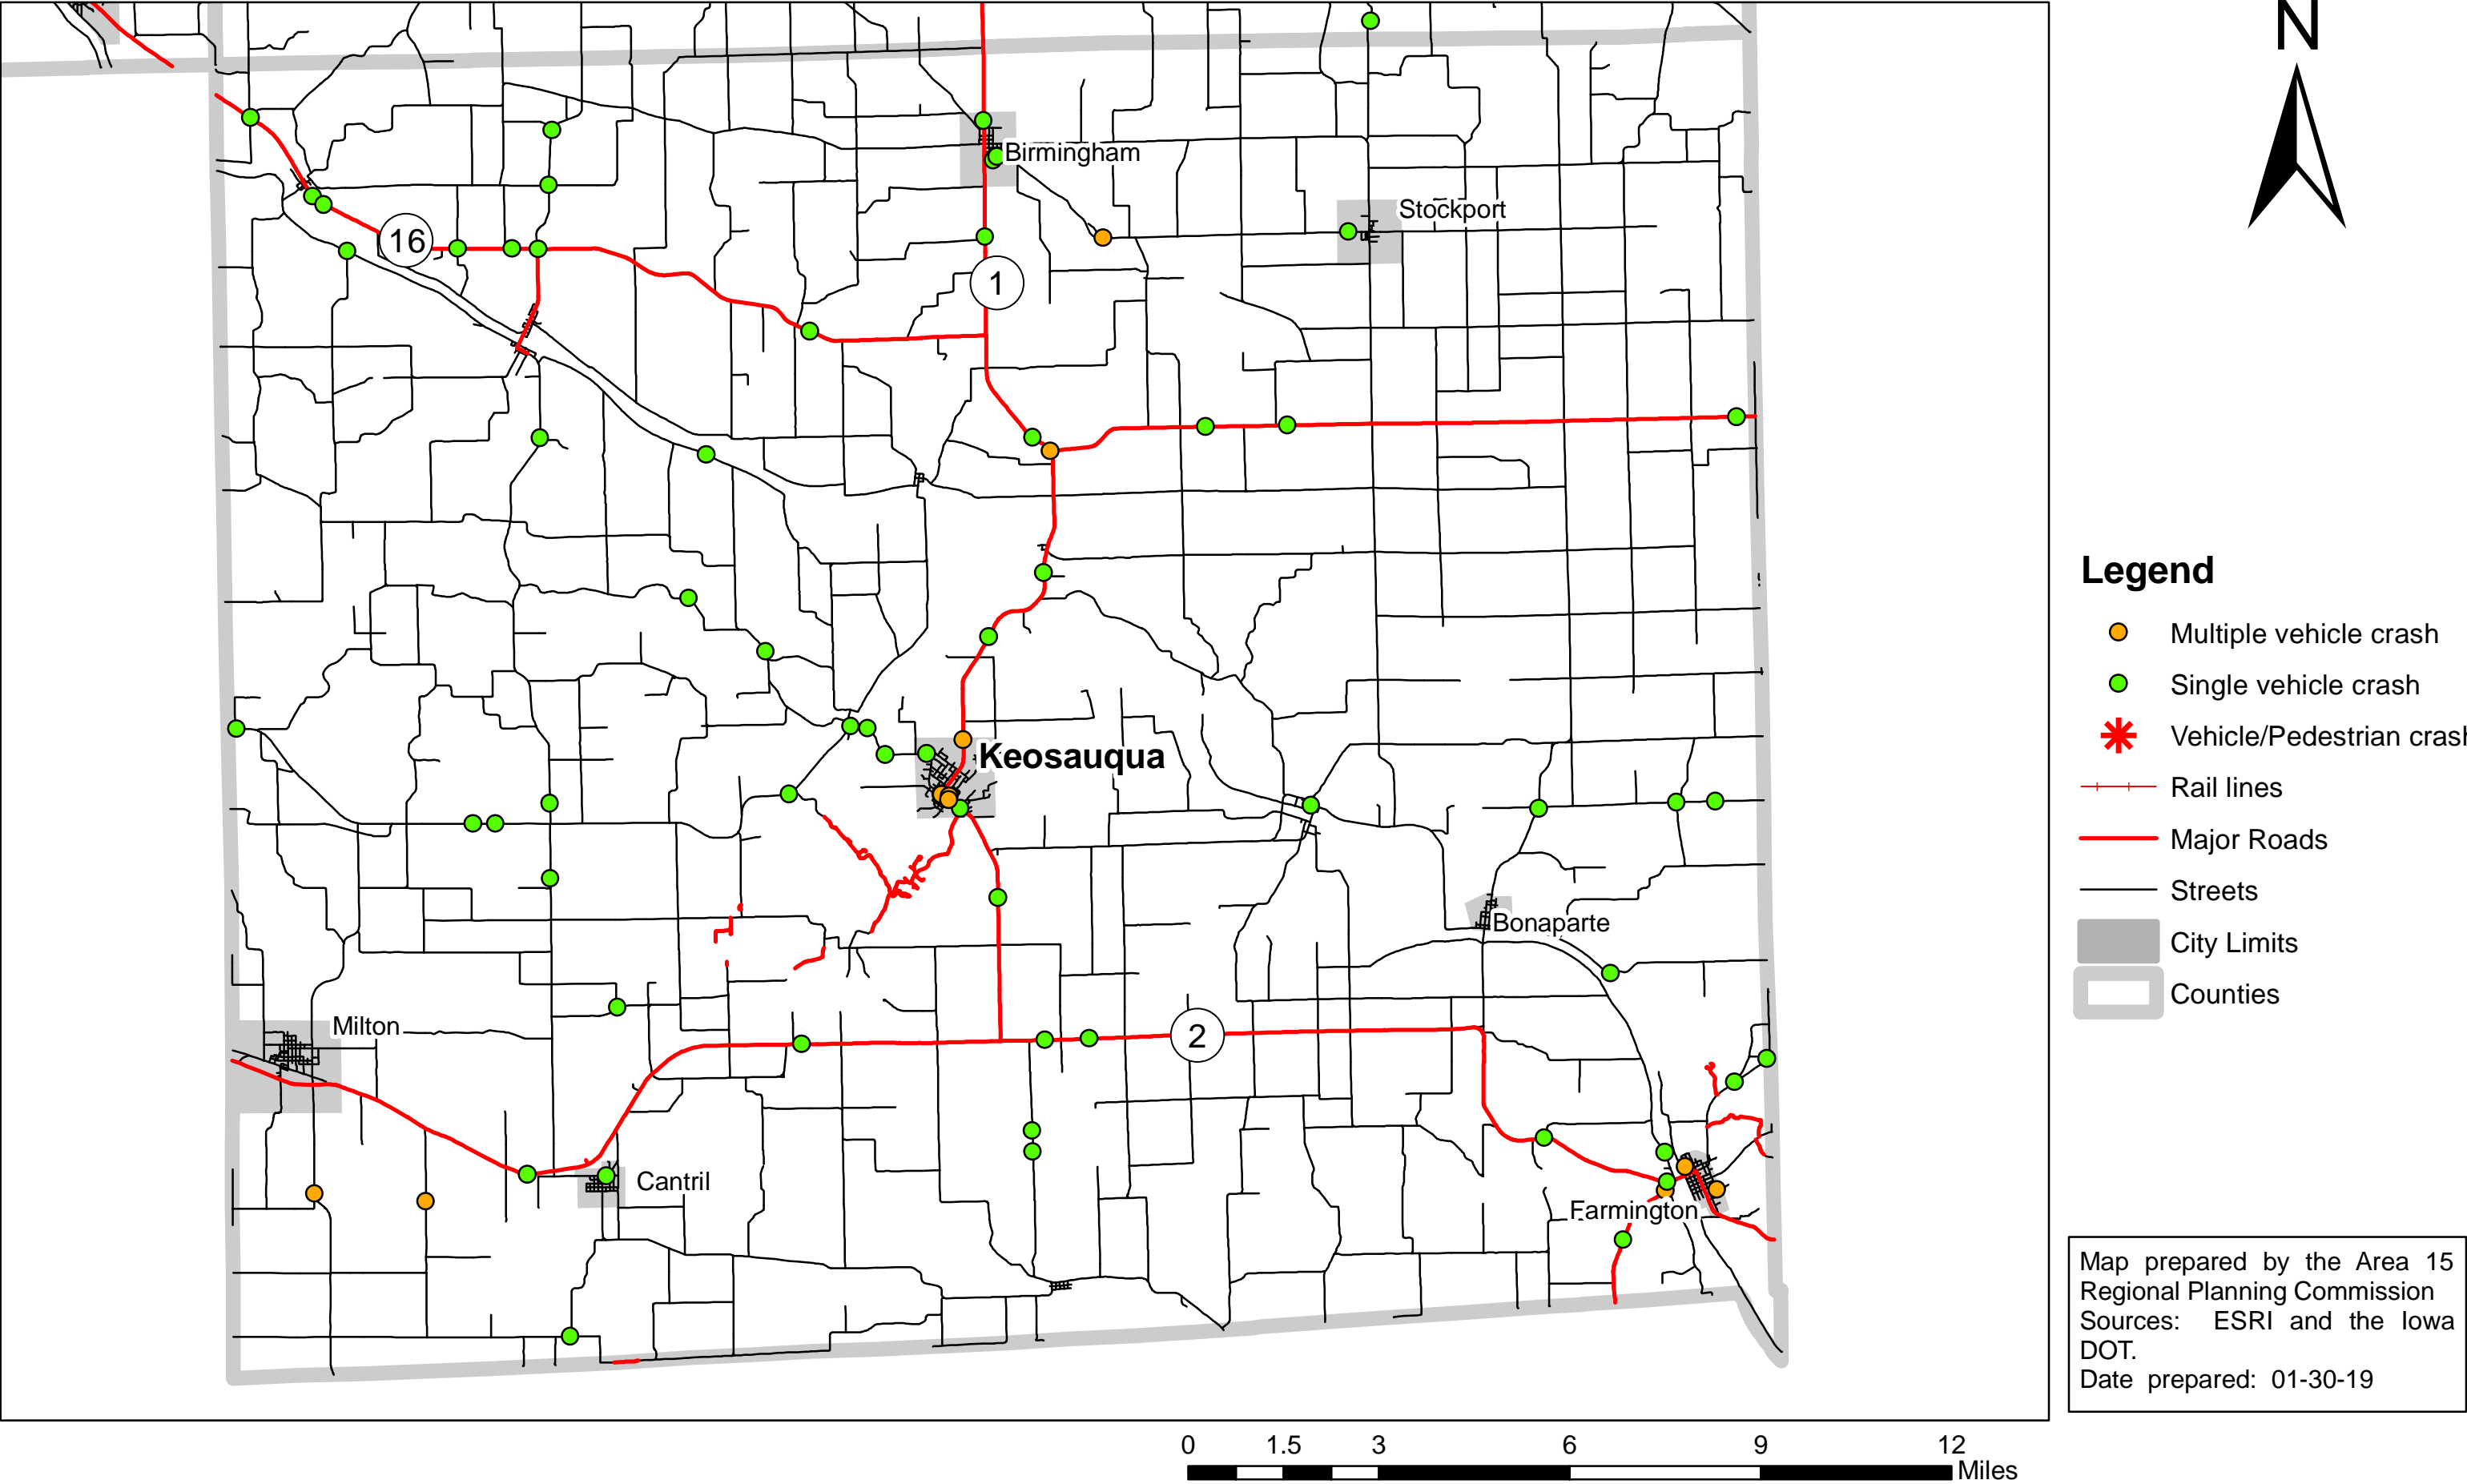 N
Birmingham
Stockport
16
1
Keosauqua
Bonaparte
Milton
2
Cantril
Farmington
Legend
Multiple vehicle crash
Single vehicle crash
Vehicle/Pedestrian crash
Rail lines
Major Roads
Streets
City Limits
Counties
Map prepared by the Area 15
Regional Planning Commission
Sources: ESRI and the Iowa
DOT.
Date prepared: 01-30-19
0 1.5 3 6 9 12
Miles